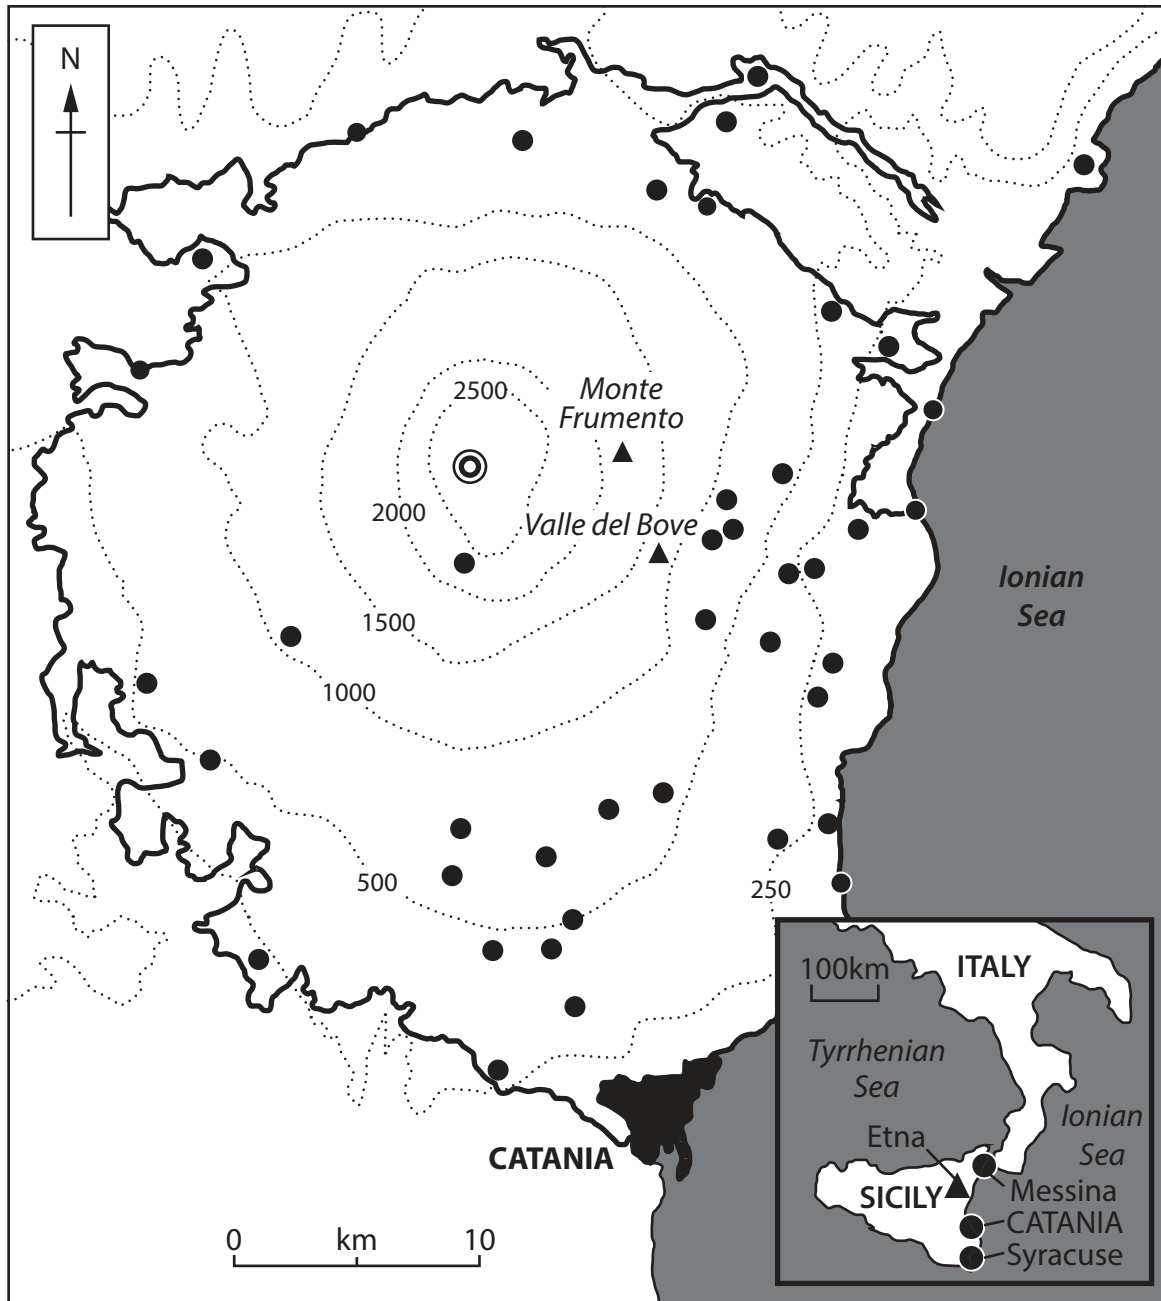 N
2500
Monte
Frumento
2000
Valle del Bove
Ionian
Sea
1500
1000
500
250
CATANIA
0 km 10
100km
ITALY
Tyrrhenian
Sea
Ionian
Sea
Etna
SICILY
Messina
CATANIA
Syracuse